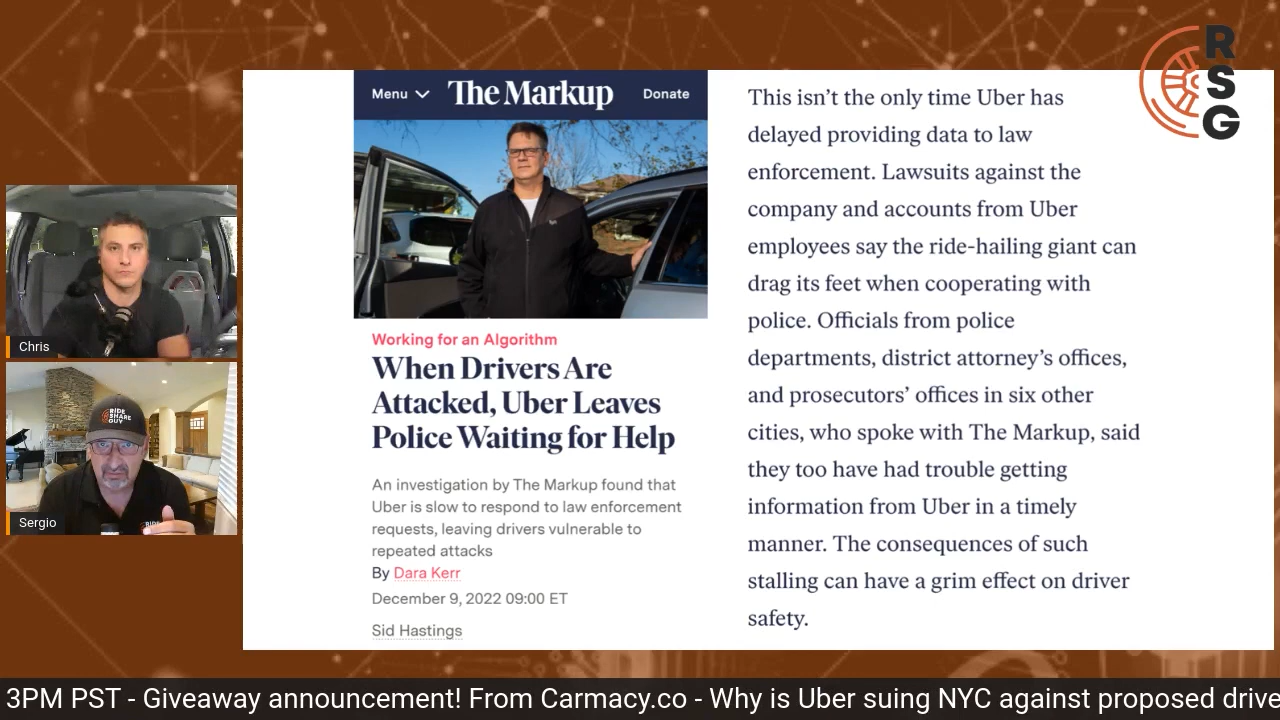 R
S
G
Menu
The Markup
Donate
Working for an Algorithm
When Drivers Are
Attacked, Uber Leaves
Police Waiting for Help
An investigation by The Markup found that
Uber is slow to respond to law enforcement
requests, leaving drivers vulnerable to
repeated attacks
By Dara Kerr
December 9, 2022 09:00 ET
Sid Hastings
This isn’t the only time Uber has
delayed providing data to law
enforcement. Lawsuits against the
company and accounts from Uber
employees say the ride-hailing giant can
drag its feet when cooperating with
police. Officials from police
departments, district attorney’s offices,
and prosecutors’ offices in six other
cities, who spoke with The Markup, said
they too have had trouble getting
information from Uber in a timely
manner. The consequences of such
stalling can have a grim effect on driver
safety.
Chris
RIDE
SHARE
GUY
RIDE
Sergio
3PM PST - Giveaway announcement! From Carmacy.co - Why is Uber suing NYC against proposed drive